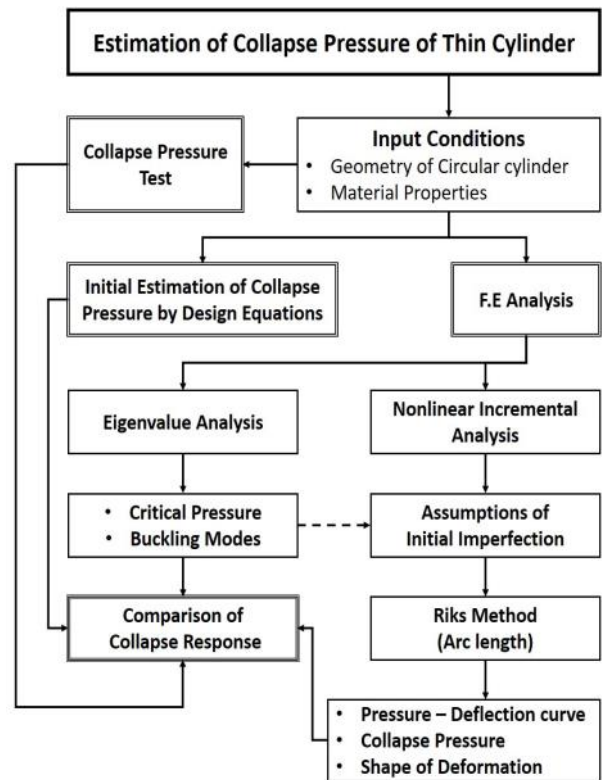 Estimation of Collapse Pressure of Thin Cylinder
Input Conditions
• Geometry of Circular cylinder
• Material Properties
Collapse Pressure
Test
Initial Estimation of Collapse
Pressure by Design Equations
F.E Analysis
Eigenvalue Analysis
Nonlinear Incremental
Analysis
• Critical Pressure
• Buckling Modes
Assumptions of
Initial Imperfection
Comparison of
Collapse Response
Riks Method
(Arc length)
• Pressure – Deflection curve
• Collapse Pressure
• Shape of Deformation